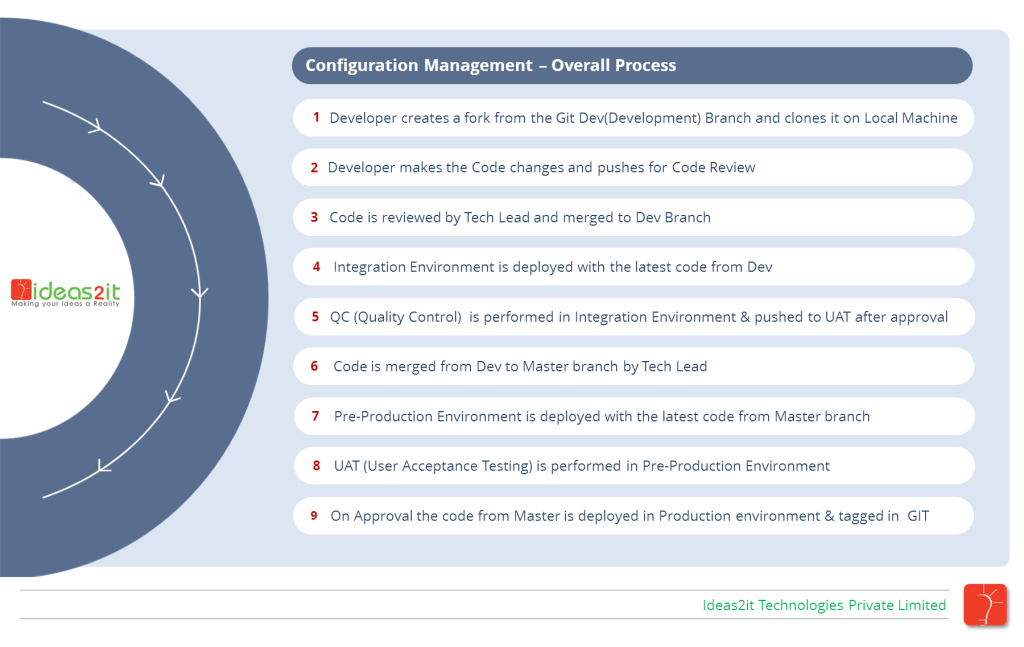 Configuration Management – Overall Process
1 Developer creates a fork from the Git Dev(Development) Branch and clones it on Local Machine
2 Developer makes the Code changes and pushes for Code Review
3 Code is reviewed by Tech Lead and merged to Dev Branch
4 Integration Environment is deployed with the latest code from Dev
ideas2it
Making your ideas a Reality
5 QC (Quality Control) is performed in Integration Environment & pushed to UAT after approval
6 Code is merged from Dev to Master branch by Tech Lead
7 Pre-Production Environment is deployed with the latest code from Master branch
8 UAT (User Acceptance Testing) is performed in Pre-Production Environment
9 On Approval the code from Master is deployed in Production environment & tagged in GIT
Ideas2it Technologies Private Limited